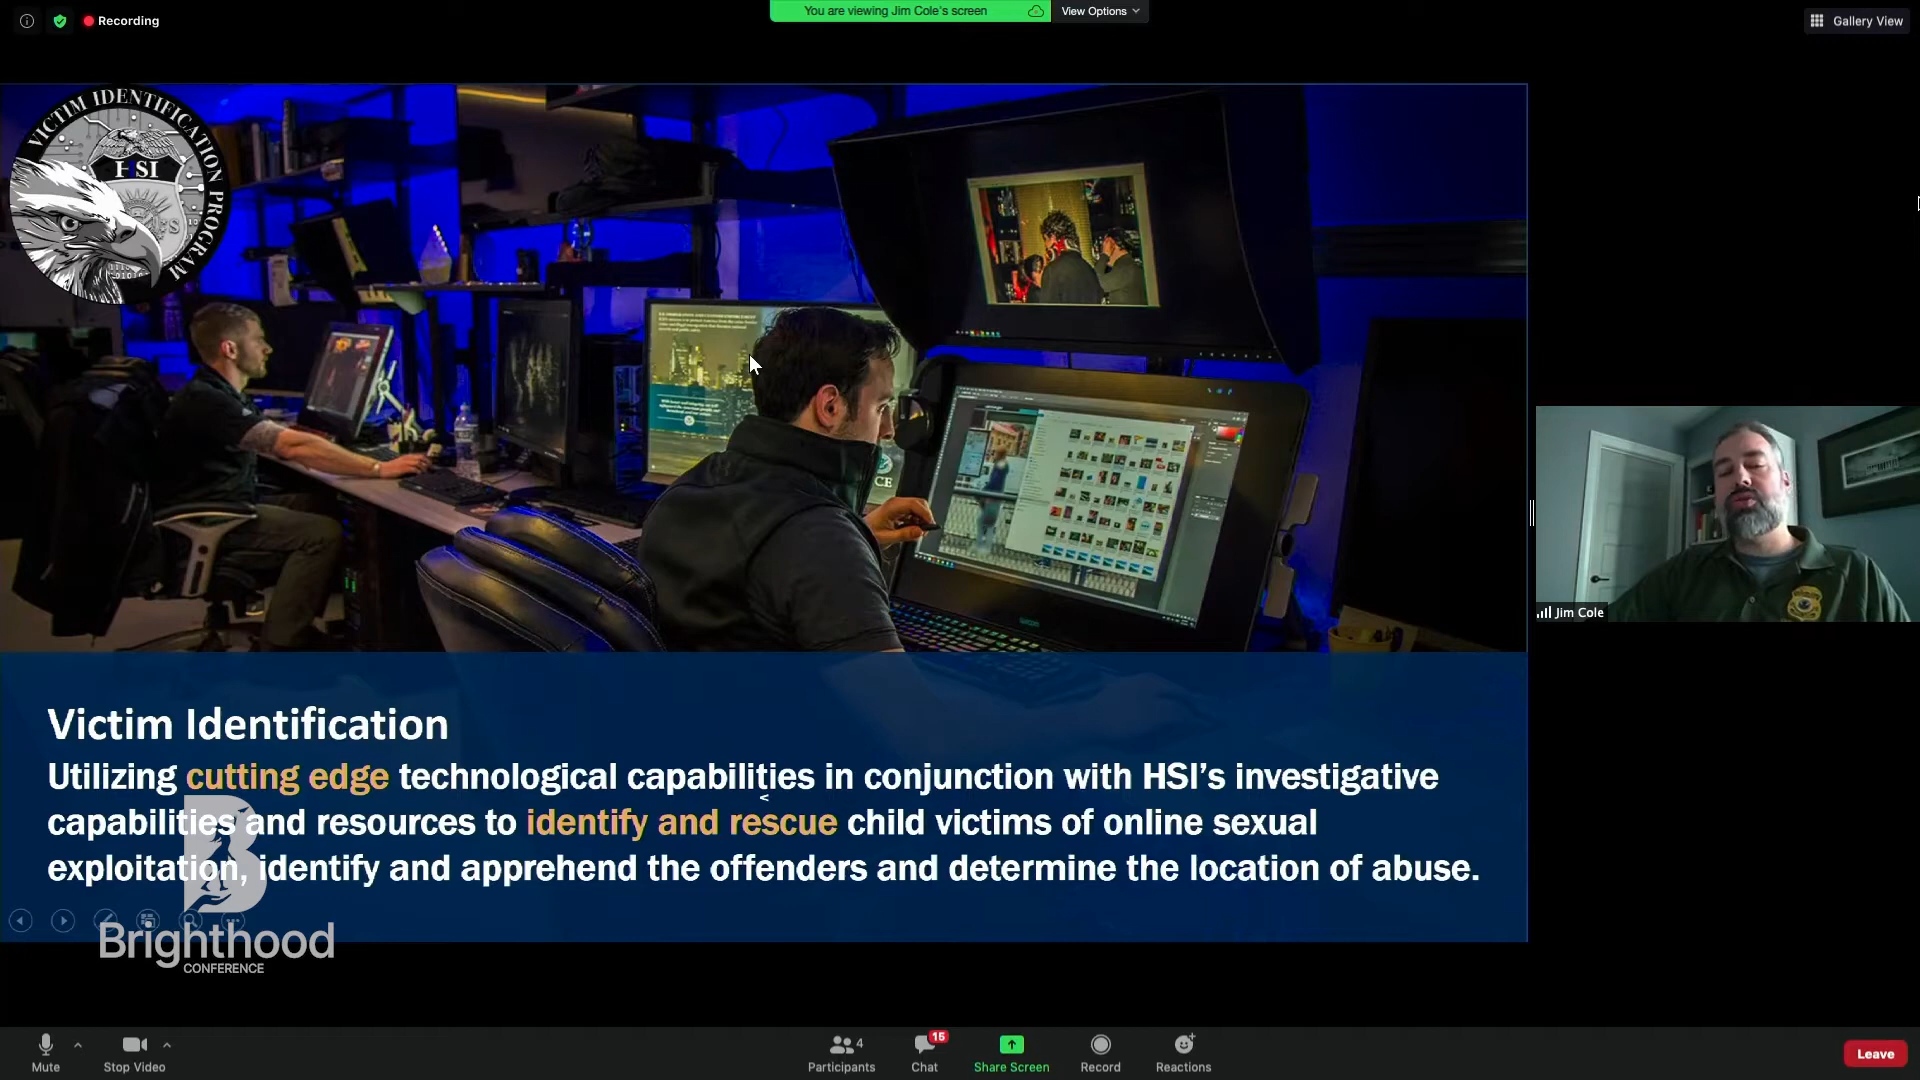 Recording
You are viewing Jim Cole's screen
View Options
Gallery View
VICTIM IDENTIFICATION PROGRAM
HSI
Jim Cole
Victim Identification
Utilizing cutting edge technological capabilities in conjunction with HSI's investigative
capabilities and resources to identify and rescue child victims of online sexual
exploitation, identify and apprehend the offenders and determine the location of abuse.
Brighthood
CONFERENCE
Mute
Stop Video
4
Participants
15
Chat
Share Screen
Record
Reactions
Leave